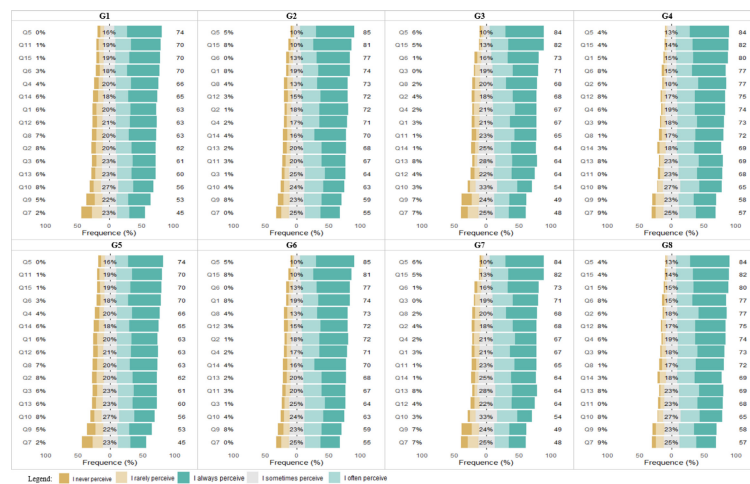 G1
Q5 0% 16% 74
Q11 1% 19% 70
Q15 1% 19% 70
Q6 3% 18% 70
Q4 4% 20% 66
Q14 6% 18% 65
Q1 6% 20% 63
Q12 6% 21% 63
Q8 7% 20% 63
Q2 8% 20% 62
Q3 6% 23% 61
Q13 6% 23% 60
Q10 8% 27% 56
Q9 5% 22% 53
Q7 2% 23% 45
100 50 0 50 100
Frequence (%)
G2
Q5 5% 10% 85
Q15 8% 10% 81
Q6 0% 13% 77
Q1 8% 19% 74
Q8 4% 13% 73
Q12 3% 15% 72
Q2 1% 18% 72
Q4 2% 17% 71
Q14 4% 16% 70
Q13 2% 20% 68
Q11 3% 20% 67
Q3 1% 25% 64
Q10 4% 24% 63
Q9 8% 23% 59
Q7 0% 25% 55
100 50 0 50 100
Frequence (%)
G3
Q5 6% 10% 84
Q15 5% 13% 82
Q6 1% 16% 73
Q3 0% 19% 71
Q8 2% 20% 68
Q2 4% 18% 68
Q4 2% 21% 67
Q1 3% 21% 67
Q11 1% 23% 65
Q14 1% 25% 64
Q13 8% 28% 64
Q12 4% 22% 64
Q10 3% 33% 54
Q9 7% 24% 49
Q7 7% 25% 48
100 50 0 50 100
Frequence (%)
G4
Q5 4% 13% 84
Q15 4% 14% 82
Q1 5% 15% 80
Q6 8% 15% 77
Q2 6% 18% 77
Q12 8% 17% 75
Q4 6% 19% 74
Q3 9% 18% 73
Q8 1% 17% 72
Q14 3% 18% 69
Q13 8% 23% 69
Q11 0% 23% 68
Q10 8% 27% 65
Q9 9% 23% 58
Q7 9% 25% 57
100 50 0 50 100
Frequence (%)
G5
Q5 0% 16% 74
Q11 1% 19% 70
Q15 1% 19% 70
Q6 3% 18% 70
Q4 4% 20% 66
Q14 6% 18% 65
Q1 6% 20% 63
Q12 6% 21% 63
Q8 7% 20% 63
Q2 8% 20% 62
Q3 6% 23% 61
Q13 6% 23% 60
Q10 8% 27% 56
Q9 5% 22% 53
Q7 2% 23% 45
100 50 0 50 100
Frequence (%)
G6
Q5 5% 10% 85
Q15 8% 10% 81
Q6 0% 13% 77
Q1 8% 19% 74
Q8 4% 13% 73
Q12 3% 15% 72
Q2 1% 18% 72
Q4 2% 17% 71
Q14 4% 16% 70
Q13 2% 20% 68
Q11 3% 20% 67
Q3 1% 25% 64
Q10 4% 24% 63
Q9 8% 23% 59
Q7 0% 25% 55
100 50 0 50 100
Frequence (%)
G7
Q5 6% 10% 84
Q15 5% 13% 82
Q6 1% 16% 73
Q3 0% 19% 71
Q8 2% 20% 68
Q2 4% 18% 68
Q4 2% 21% 67
Q1 3% 21% 67
Q11 1% 23% 65
Q14 1% 25% 64
Q13 8% 28% 64
Q12 4% 22% 64
Q10 3% 33% 54
Q9 7% 24% 49
Q7 7% 25% 48
100 50 0 50 100
Frequence (%)
G8
Q5 4% 13% 84
Q15 4% 14% 82
Q1 5% 15% 80
Q6 8% 15% 77
Q2 6% 10% 77
Q12 8% 17% 75
Q4 6% 19% 74
Q3 9% 18% 73
Q8 1% 17% 72
Q14 3% 18% 69
Q13 8% 23% 69
Q11 0% 23% 68
Q10 8% 27% 65
Q9 9% 23% 58
Q7 9% 25% 57
100 50 0 50 100
Frequence (%)
Legend: I never perceive I rarely perceive I always perceive I sometimes perceive I often perceive